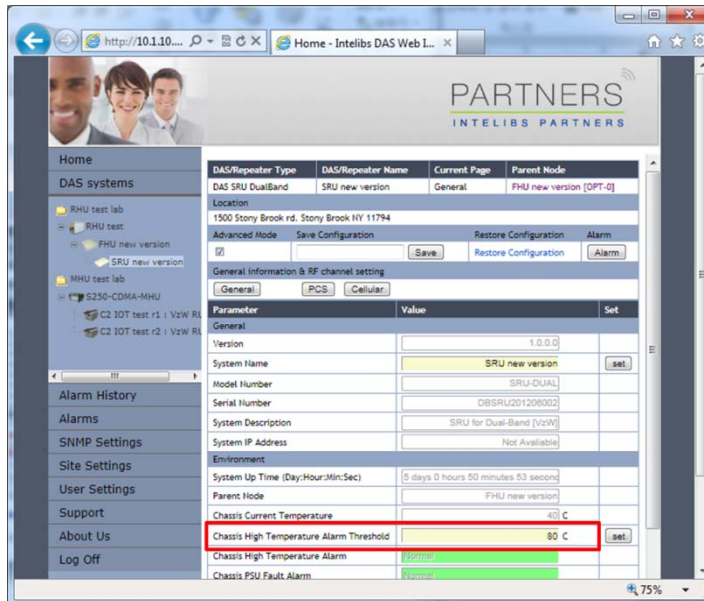 http://10.1.10....
Home - Intelibs DAS Web I...
PARTNERS
INTELIBS PARTNERS
Home
DAS systems
RHU test lab
RHU test
FHU new version
SRU new version
MHU test lab
S250-CDMA-MHU
C2 IOT test r1 : VzW RU
C2 IOT test r2 : VzW RU
Alarm History
Alarms
SNMP Settings
Site Settings
User Settings
Support
About Us
Log Off
DAS/Repeater Type DAS/Repeater Name Current Page Parent Node
DAS SRU DualBand SRU new version General FHU new version [OPT-0]
Location
1500 Stony Brook rd. Stony Brook NY 11794
Advanced Mode Save Configuration Restore Configuration Alarm
Save Restore Configuration Alarm
General information & RF channel setting
General PCS Cellular
Parameter Value Set
General
Version 1.0.0.0
System Name SRU new version set
Model Number SRU-DUAL
Serial Number DBSRU201206002
System Description SRU for Dual-Band [VzW]
System IP Address Not Avaliable
Environment
System Up Time (Day:Hour:Min:Sec) 5 days 0 hours 50 minutes 53 second
Parent Node FHU new version
Chassis Current Temperature 40 C
Chassis High Temperature Alarm Threshold 80 C set
Chassis High Temperature Alarm Normal
Chassis PSU Fault Alarm Normal
75%